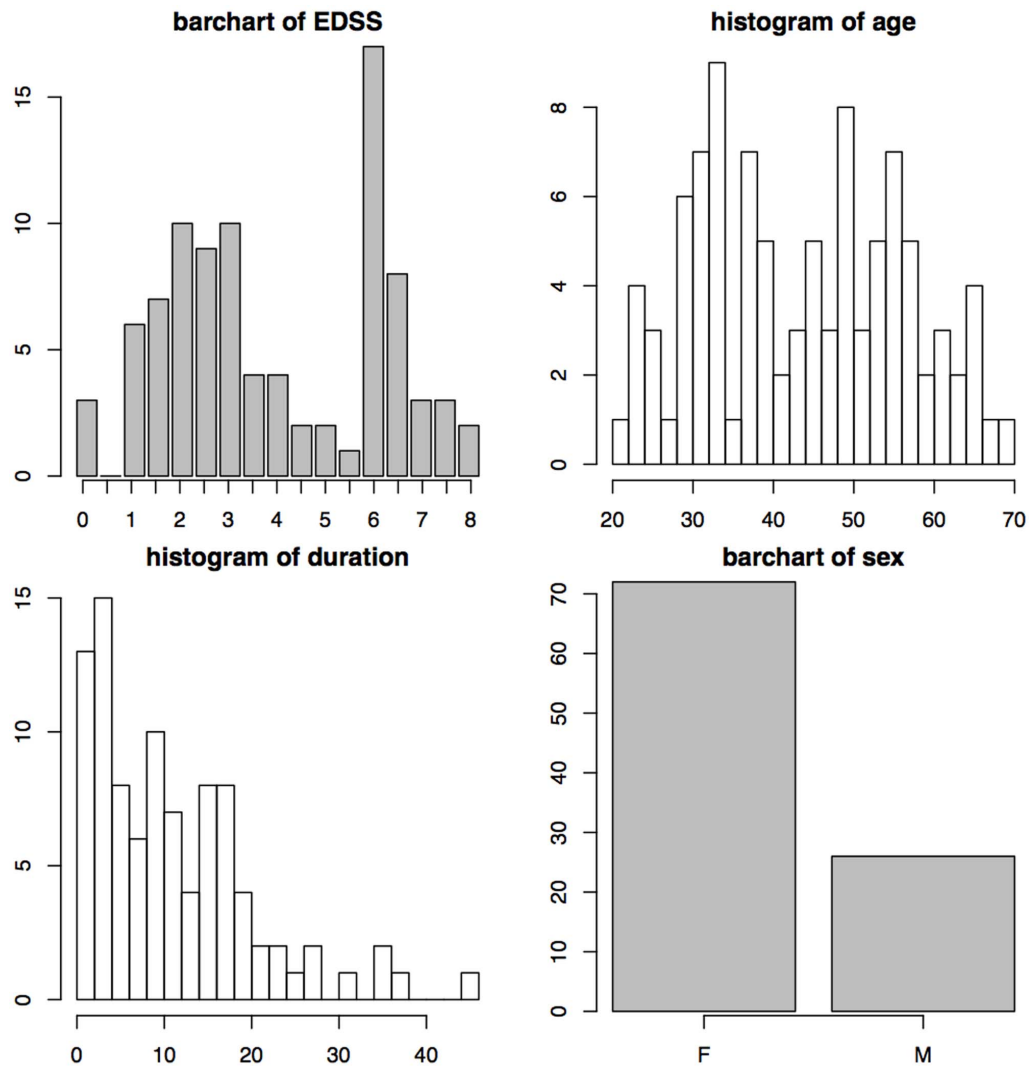 barchart of EDSS
15
10
5
0
0 1 2 3 4 5 6 7 8
histogram of age
8
6
4
2
0
20 30 40 50 60 70
histogram of duration
15
10
5
0
0 10 20 30 40
barchart of sex
70
60
50
40
30
20
10
0
F M